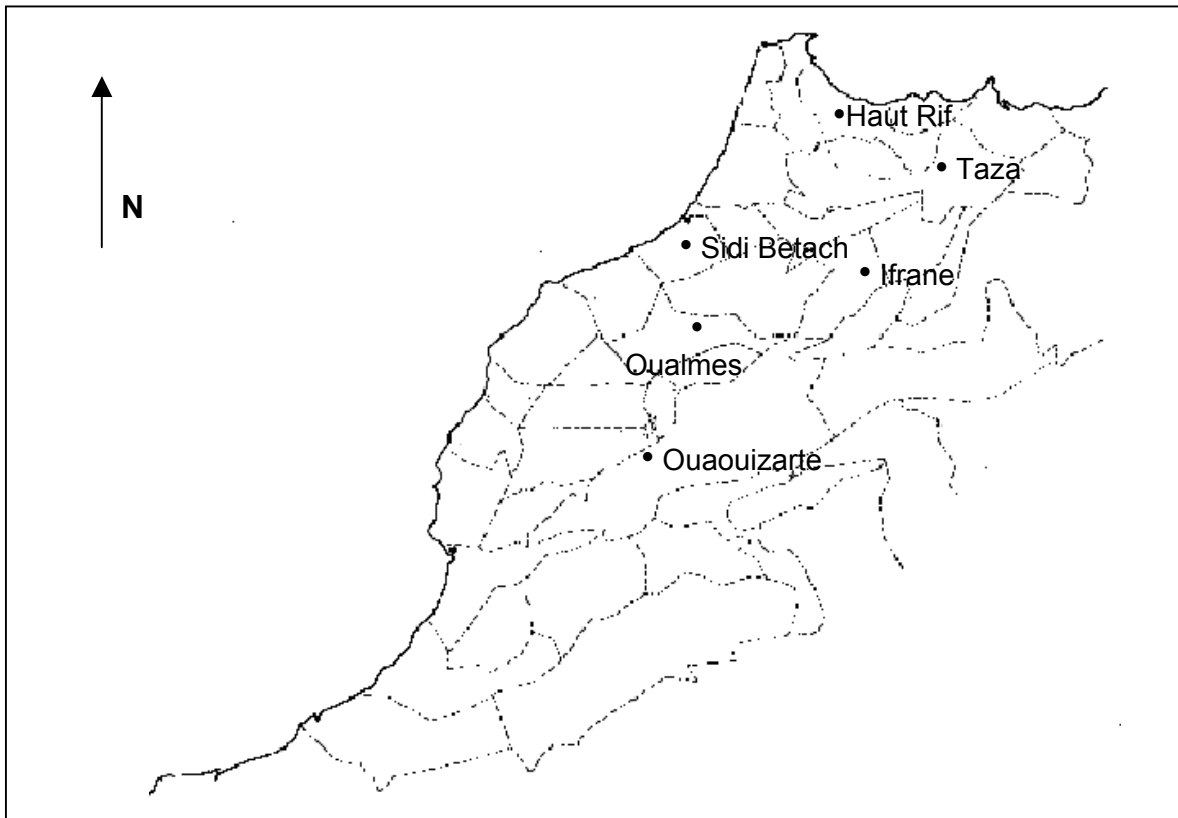 Haut Rif
Taza
N
Sidi Betach
Ifrane
Oualmes
Ouaouizarte